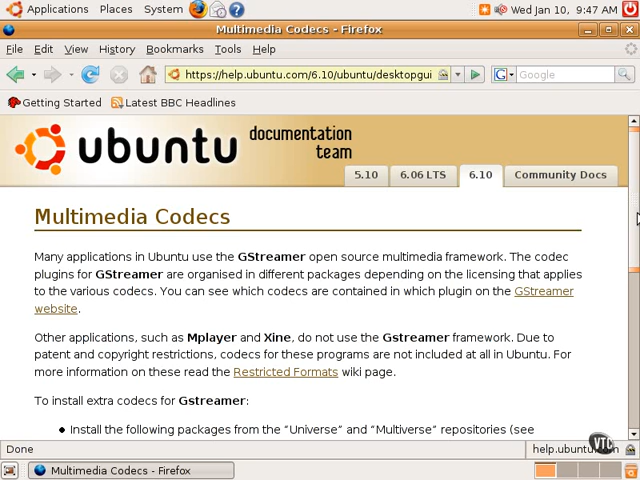 Applications Places System Wed Jan 10, 9:47 AM
Multimedia Codecs - Firefox
File Edit View History Bookmarks Tools Help
https://help.ubuntu.com/6.10/ubuntu/desktopgui G Google
Getting Started Latest BBC Headlines
ubuntu documentation
team
5.10 6.06 LTS 6.10 Community Docs
Multimedia Codecs
Many applications in Ubuntu use the GStreamer open source multimedia framework. The codec
plugins for GStreamer are organised in different packages depending on the licensing that applies
to the various codecs. You can see which codecs are contained in which plugin on the GStreamer
website.
Other applications, such as Mplayer and Xine, do not use the Gstreamer framework. Due to
patent and copyright restrictions, codecs for these programs are not included at all in Ubuntu. For
more information on these read the Restricted Formats wiki page.
To install extra codecs for Gstreamer:
• Install the following packages from the “Universe” and “Multiverse” repositories (see
Done VTC
Multimedia Codecs - Firefox